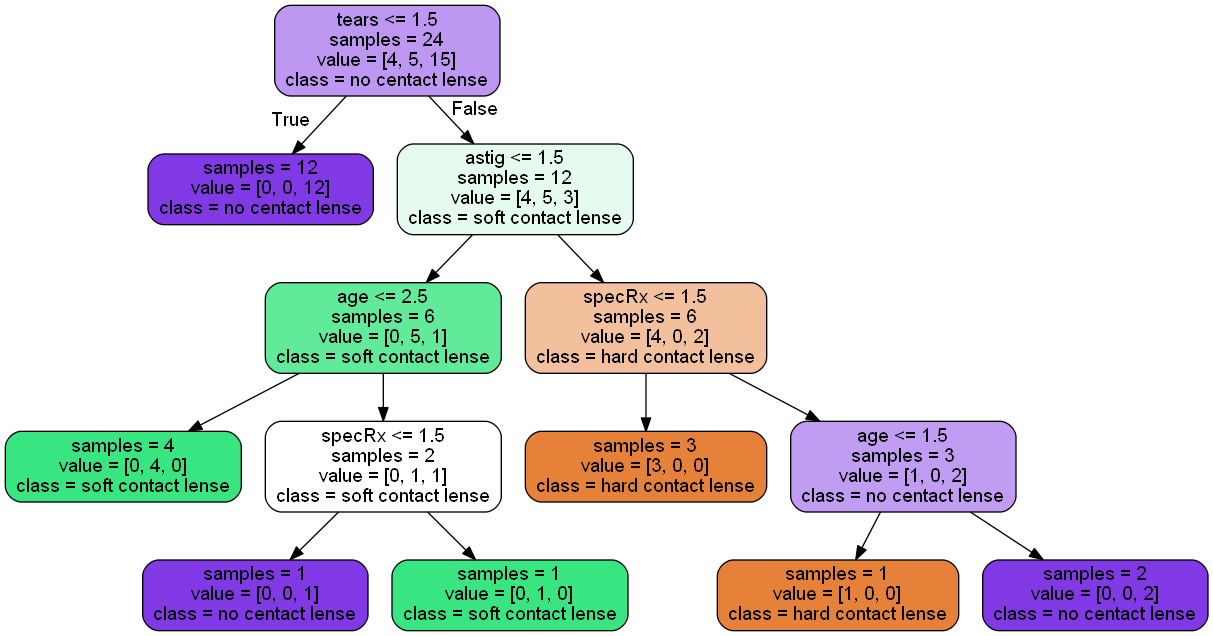 tears <= 1.5
samples = 24
value = [4, 5, 15]
class = no centact lense
True
False
samples = 12
value = [0, 0, 12]
class = no centact lense
astig <= 1.5
samples = 12
value = [4, 5, 3]
class = soft contact lense
age <= 2.5
samples = 6
value = [0, 5, 1]
class = soft contact lense
specRx <= 1.5
samples = 6
value = [4, 0, 2]
class = hard contact lense
samples = 4
value = [0, 4, 0]
class = soft contact lense
specRx <= 1.5
samples = 2
value = [0, 1, 1]
class = soft contact lense
samples = 3
value = [3, 0, 0]
class = hard contact lense
age <= 1.5
samples = 3
value = [1, 0, 2]
class = no centact lense
samples = 1
value = [0, 0, 1]
class = no centact lense
samples = 1
value = [0, 1, 0]
class = soft contact lense
samples = 1
value = [1, 0, 0]
class = hard contact lense
samples = 2
value = [0, 0, 2]
class = no centact lense